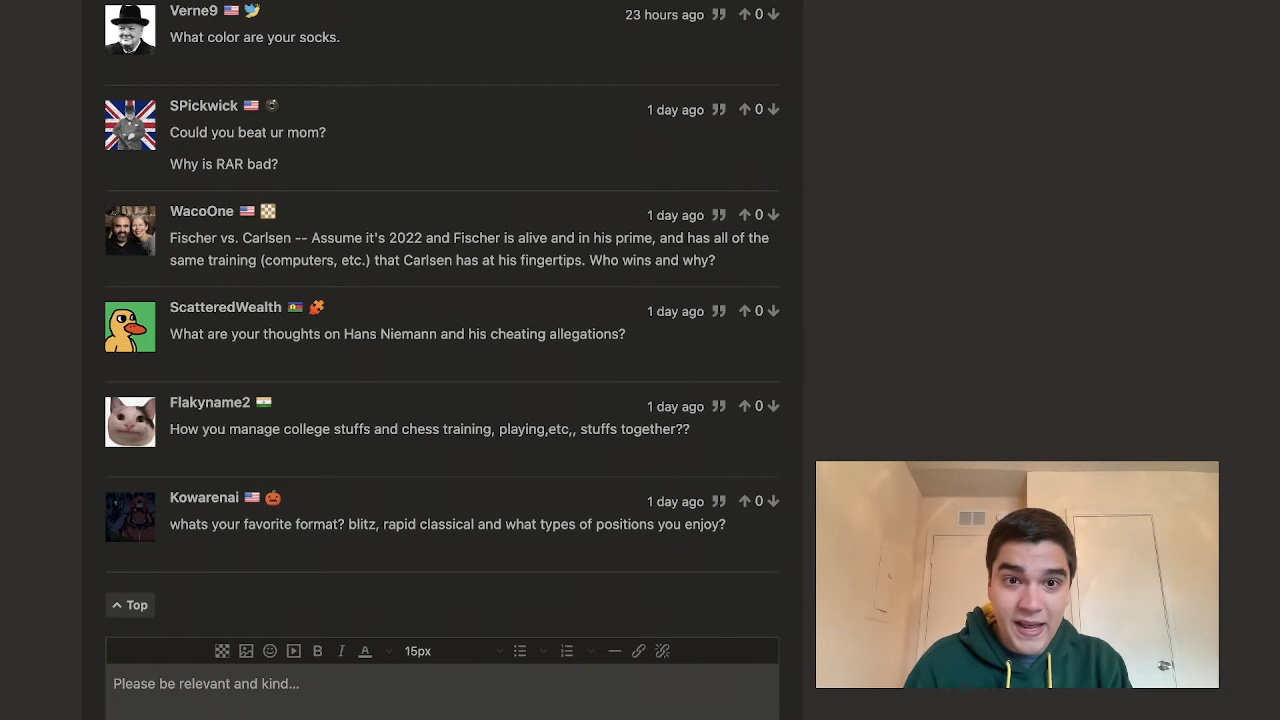 Verne9
23 hours ago 0
What color are your socks.
SPickwick
1 day ago 0
Could you beat ur mom?
Why is RAR bad?
WacoOne
1 day ago 0
Fischer vs. Carlsen -- Assume it's 2022 and Fischer is alive and in his prime, and has all of the
same training (computers, etc.) that Carlsen has at his fingertips. Who wins and why?
ScatteredWealth
1 day ago 0
What are your thoughts on Hans Niemann and his cheating allegations?
Flakyname2
1 day ago 0
How you manage college stuffs and chess training, playing,etc,, stuffs together??
Kowarenai
1 day ago 0
whats your favorite format? blitz, rapid classical and what types of positions you enjoy?
Top
B I A 15px
Please be relevant and kind...